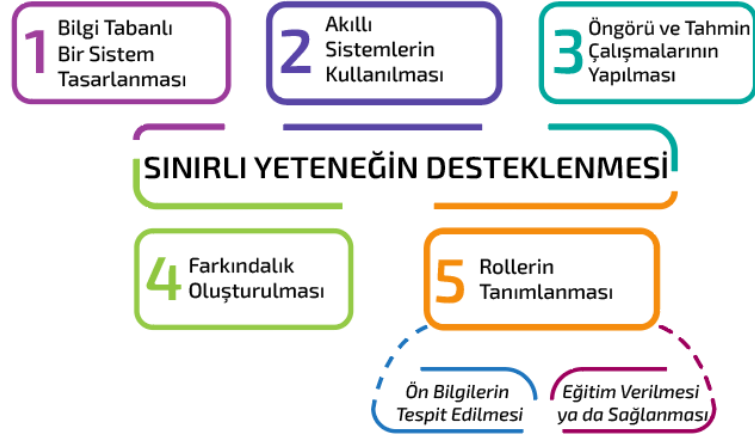 1
Bilgi Tabanlı
Bir Sistem
Tasarlanması
2
Akıllı
Sistemlerin
Kullanılması
3
Öngörü ve Tahmin
Çalışmalarının
Yapılması
SINIRLI YETENEĞİN DESTEKLENMESİ
4
Farkındalık
Oluşturulması
5
Rollerin
Tanımlanması
Ön Bilgilerin
Tespit Edilmesi
Eğitim Verilmesi
ya da Sağlanması